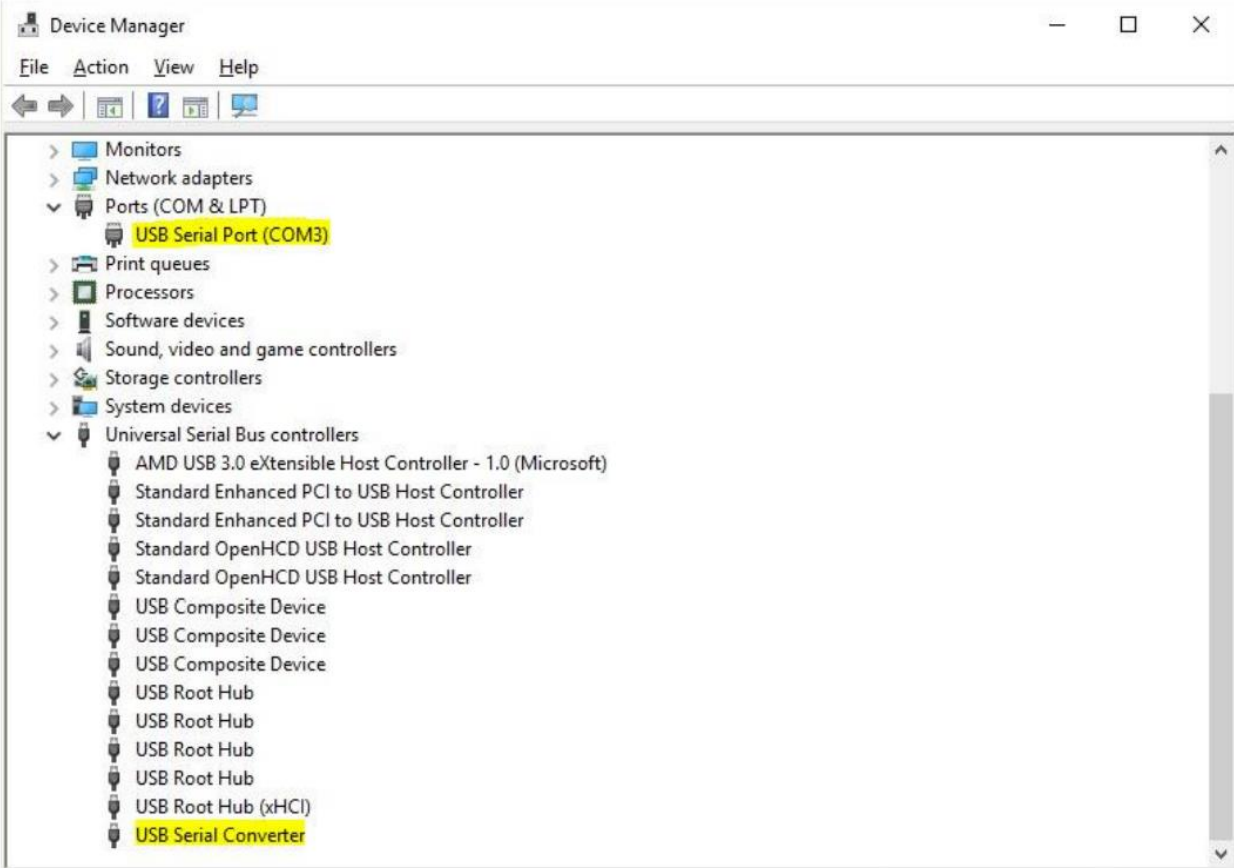 Device Manager
File Action View Help
Monitors
Network adapters
Ports (COM & LPT)
USB Serial Port (COM3)
Print queues
Processors
Software devices
Sound, video and game controllers
Storage controllers
System devices
Universal Serial Bus controllers
AMD USB 3.0 eXtensible Host Controller - 1.0 (Microsoft)
Standard Enhanced PCI to USB Host Controller
Standard Enhanced PCI to USB Host Controller
Standard OpenHCD USB Host Controller
Standard OpenHCD USB Host Controller
USB Composite Device
USB Composite Device
USB Composite Device
USB Root Hub
USB Root Hub
USB Root Hub
USB Root Hub
USB Root Hub (xHCI)
USB Serial Converter